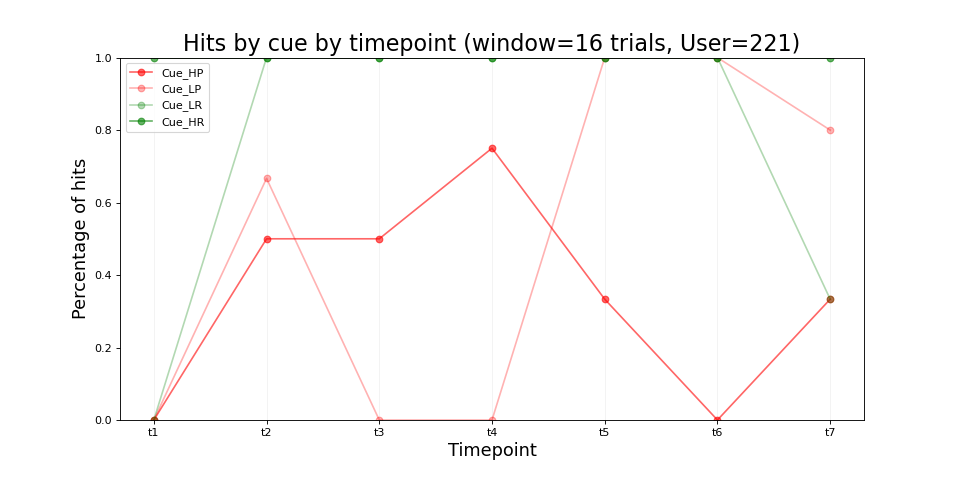 Hits by cue by timepoint (window=16 trials, User=221)
Percentage of hits
1.0
0.8
0.6
0.4
0.2
0.0
Cue_HP
Cue_LP
Cue_LR
Cue_HR
t1 t2 t3 t4 t5 t6 t7
Timepoint